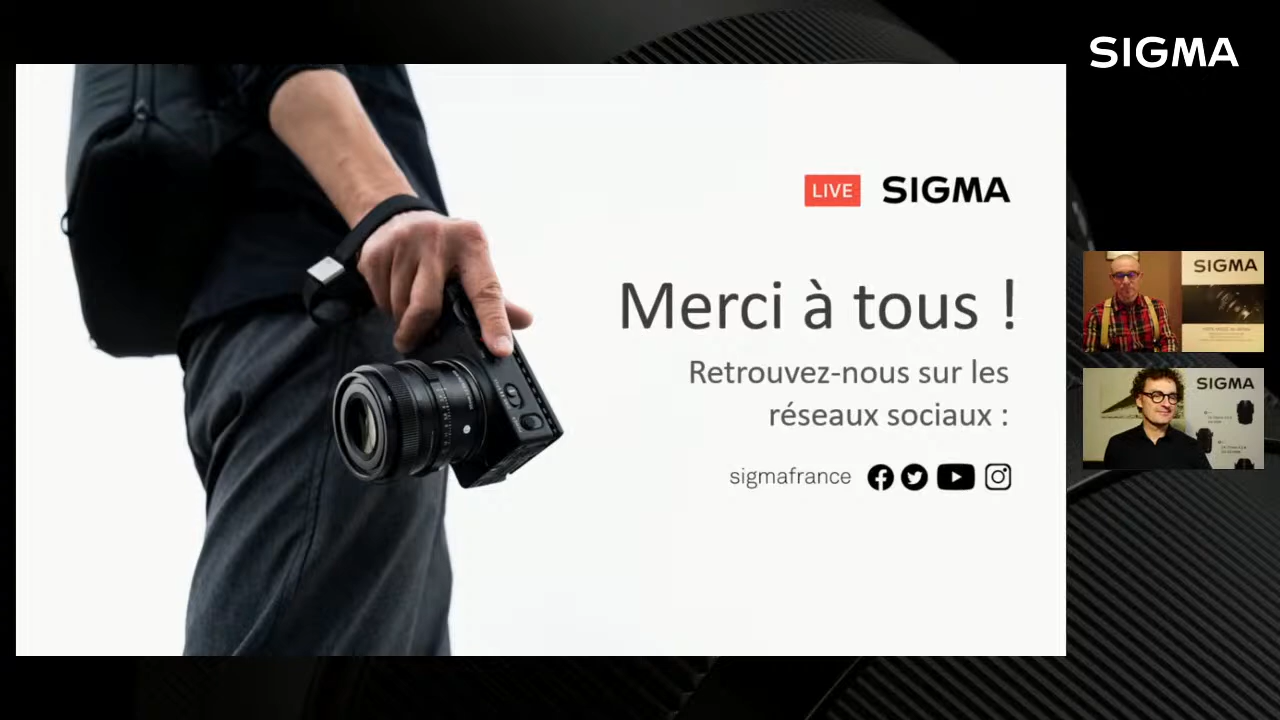 SIGMA
LIVE SIGMA
Merci à tous !
Retrouvez-nous sur les
réseaux sociaux :
sigmafrance
SIGMA
SIGMA